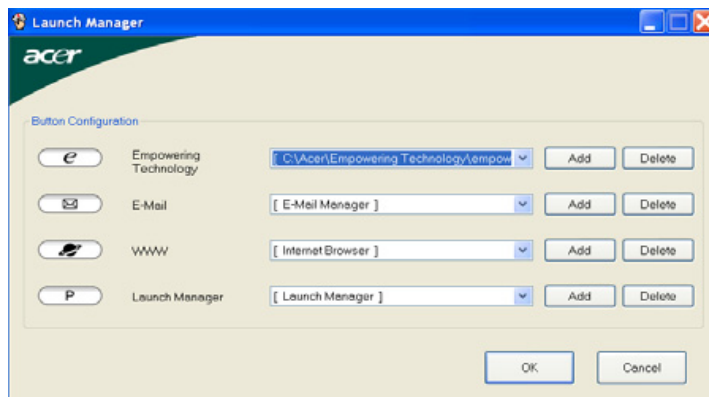 Launch Manager
acer
Button Configuration
e
Empowering
Technology
[ C:\Acer\Empowering Technology\empow
Add
Delete
E-Mail
[ E-Mail Manager ]
Add
Delete
WWW
[ Internet Browser ]
Add
Delete
P
Launch Manager
[ Launch Manager ]
Add
Delete
OK
Cancel